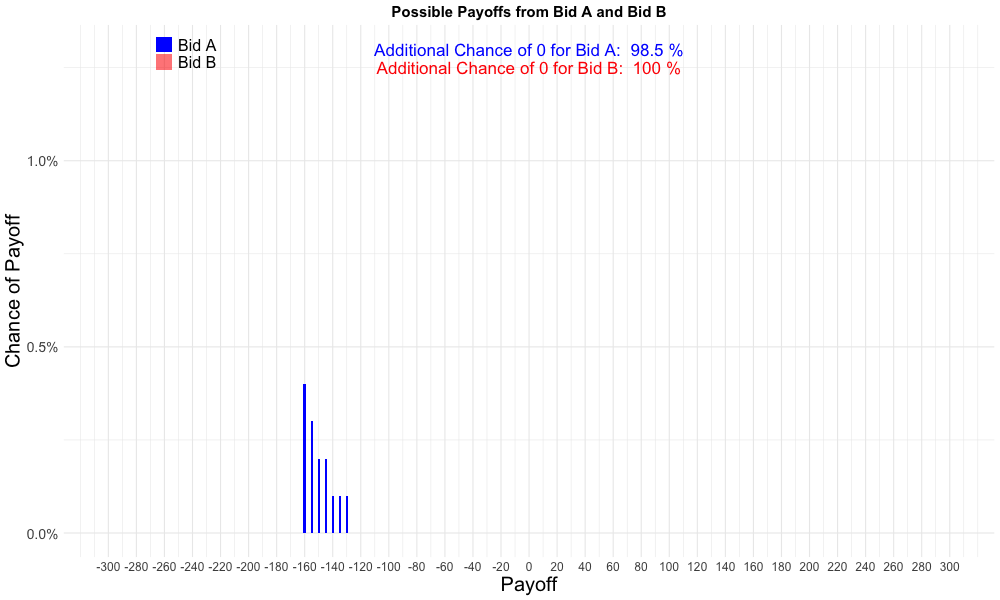 Possible Payoffs from Bid A and Bid B
Bid A
Bid B
Additional Chance of 0 for Bid A:  98.5 %
Additional Chance of 0 for Bid B:  100 %
Chance of Payoff
1.0%
0.5%
0.0%
-300 -280 -260 -240 -220 -200 -180 -160 -140 -120 -100 -80 -60 -40 -20 0 20 40 60 80 100 120 140 160 180 200 220 240 260 280 300
Payoff